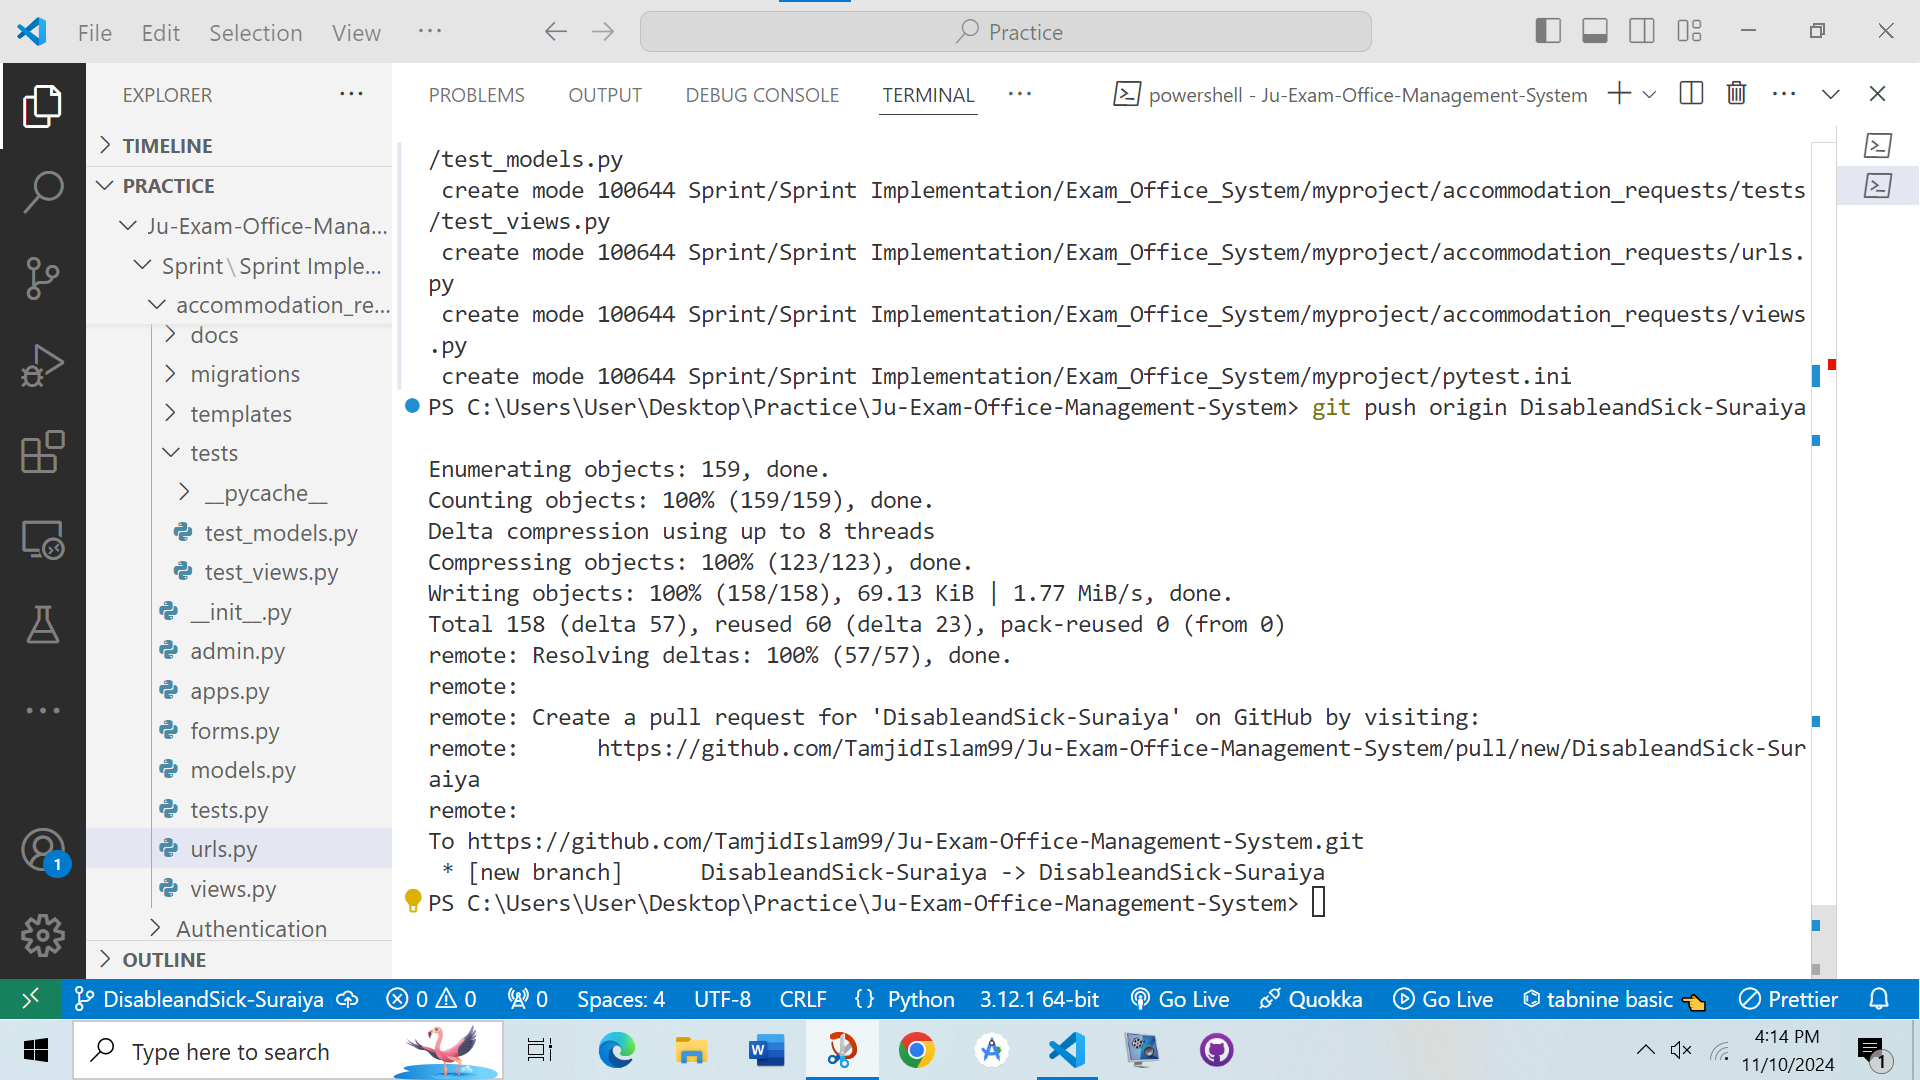 File Edit Selection View ··· Practice
EXPLORER ···
PROBLEMS OUTPUT DEBUG CONSOLE TERMINAL ··· powershell - Ju-Exam-Office-Management-System
TIMELINE
PRACTICE
Ju-Exam-Office-Mana...
Sprint\Sprint Imple...
accommodation_re...
docs
migrations
templates
tests
__pycache__
test_models.py
test_views.py
__init__.py
admin.py
apps.py
forms.py
models.py
tests.py
urls.py
views.py
Authentication
OUTLINE
/test_models.py
create mode 100644 Sprint/Sprint Implementation/Exam_Office_System/myproject/accommodation_requests/tests
/test_views.py
create mode 100644 Sprint/Sprint Implementation/Exam_Office_System/myproject/accommodation_requests/urls.
py
create mode 100644 Sprint/Sprint Implementation/Exam_Office_System/myproject/accommodation_requests/views
.py
create mode 100644 Sprint/Sprint Implementation/Exam_Office_System/myproject/pytest.ini
PS C:\Users\User\Desktop\Practice\Ju-Exam-Office-Management-System> git push origin DisableandSick-Suraiya
Enumerating objects: 159, done.
Counting objects: 100% (159/159), done.
Delta compression using up to 8 threads
Compressing objects: 100% (123/123), done.
Writing objects: 100% (158/158), 69.13 KiB | 1.77 MiB/s, done.
Total 158 (delta 57), reused 60 (delta 23), pack-reused 0 (from 0)
remote: Resolving deltas: 100% (57/57), done.
remote:
remote: Create a pull request for 'DisableandSick-Suraiya' on GitHub by visiting:
remote:      https://github.com/TamjidIslam99/Ju-Exam-Office-Management-System/pull/new/DisableandSick-Sur
aiya
remote:
To https://github.com/TamjidIslam99/Ju-Exam-Office-Management-System.git
* [new branch]      DisableandSick-Suraiya -> DisableandSick-Suraiya
PS C:\Users\User\Desktop\Practice\Ju-Exam-Office-Management-System>
1
DisableandSick-Suraiya 0 0 0 Spaces: 4 UTF-8 CRLF {} Python 3.12.1 64-bit Go Live Quokka Go Live tabnine basic Prettier
Type here to search
4:14 PM
11/10/2024
1